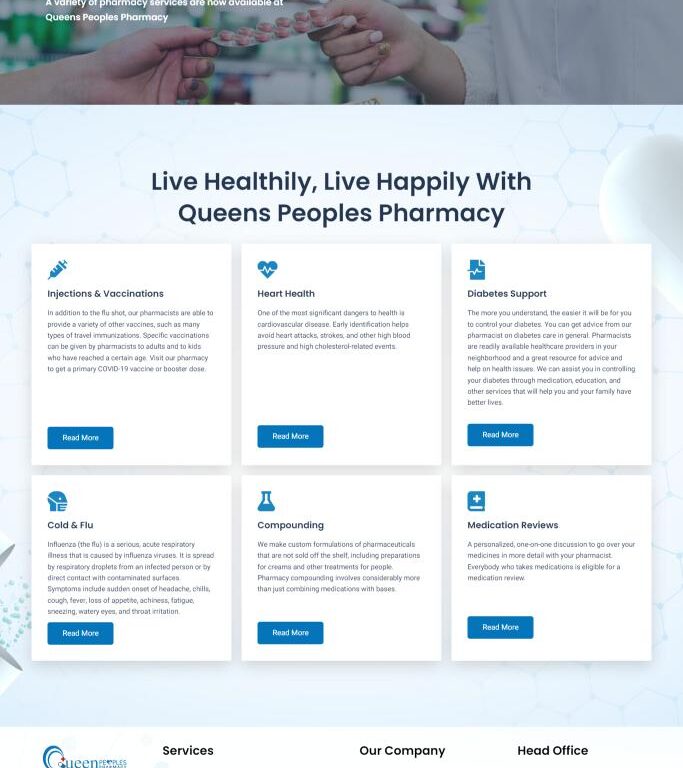 A variety of pharmacy services are now available at
Queens Peoples Pharmacy
Live Healthily, Live Happily With
Queens Peoples Pharmacy
Injections & Vaccinations
In addition to the flu shot, our pharmacists are able to
provide a variety of other vaccines, such as many
types of travel immunizations. Specific vaccinations
can be given by pharmacists to adults and to kids
who have reached a certain age. Visit our pharmacy
to get a primary COVID-19 vaccine or booster dose.
Read More
Heart Health
One of the most significant dangers to health is
cardiovascular disease. Early identification helps
avoid heart attacks, strokes, and other high blood
pressure and high cholesterol-related events.
Read More
Diabetes Support
The more you understand, the easier it will be for you
to control your diabetes. You can get advice from our
pharmacist on diabetes care in general. Pharmacists
are readily available healthcare providers in your
neighborhood and a great resource for advice and
help on health issues. We can assist you in controlling
your diabetes through medication, education, and
other services that will help you and your family have
better lives.
Read More
Cold & Flu
Influenza (the flu) is a serious, acute respiratory
illness that is caused by influenza viruses. It is spread
by respiratory droplets from an infected person or by
direct contact with contaminated surfaces.
Symptoms include sudden onset of headache, chills,
cough, fever, loss of appetite, achiness, fatigue,
sneezing, watery eyes, and throat irritation.
Read More
Compounding
We make custom formulations of pharmaceuticals
that are not sold off the shelf, including preparations
for creams and other treatments for people.
Pharmacy compounding involves considerably more
than just combining medications with bases.
Read More
Medication Reviews
A personalized, one-on-one discussion to go over your
medicines in more detail with your pharmacist.
Everybody who takes medications is eligible for a
medication review.
Read More
Queen PEOPLES
Services
Our Company
Head Office